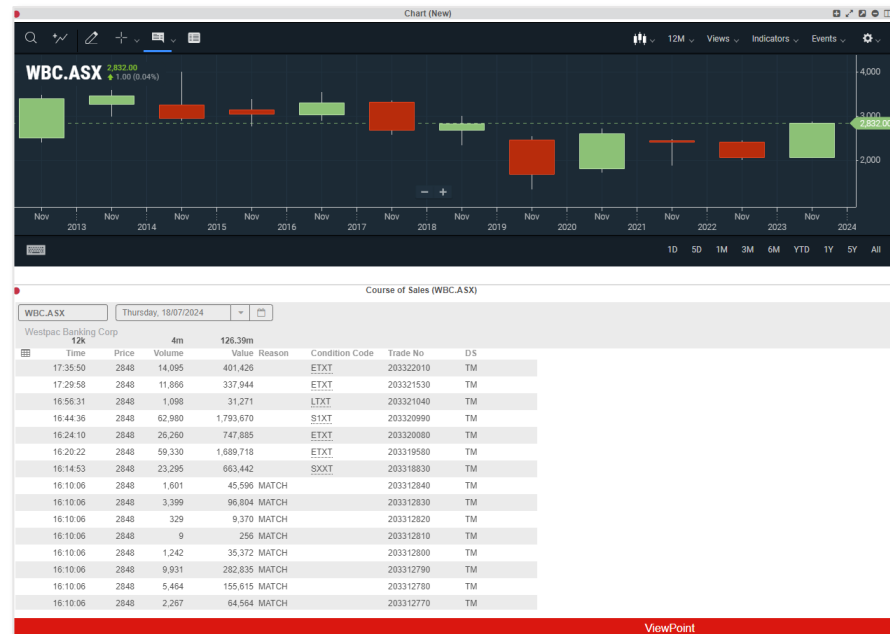 Chart (New)
12M Views Indicators Events
WBC.ASX 2,832.00
1.00 (0.04%)
4,000
3,000
2,832.00
2,000
Nov Nov Nov Nov Nov Nov Nov Nov Nov Nov Nov Nov
2013 2014 2015 2016 2017 2018 2019 2020 2021 2022 2023 2024
1D 5D 1M 3M 6M YTD 1Y 5Y All
Course of Sales (WBC.ASX)
WBC.ASX Thursday, 18/07/2024
Westpac Banking Corp
12k 4m 126.39m
Time Price Volume Value Reason Condition Code Trade No DS
17:35:50 2848 14,095 401,426 ETXT 203322010 TM
17:29:58 2848 11,866 337,944 ETXT 203321530 TM
16:56:31 2848 1,098 31,271 LTXT 203321040 TM
16:44:36 2848 62,980 1,793,670 S1XT 203320990 TM
16:24:10 2848 26,260 747,885 ETXT 203320080 TM
16:20:22 2848 59,330 1,689,718 ETXT 203319580 TM
16:14:53 2848 23,295 663,442 SXXT 203318830 TM
16:10:06 2848 1,601 45,596 MATCH 203312840 TM
16:10:06 2848 3,399 96,804 MATCH 203312830 TM
16:10:06 2848 329 9,370 MATCH 203312820 TM
16:10:06 2848 9 256 MATCH 203312810 TM
16:10:06 2848 1,242 35,372 MATCH 203312800 TM
16:10:06 2848 9,931 282,835 MATCH 203312790 TM
16:10:06 2848 5,464 155,615 MATCH 203312780 TM
16:10:06 2848 2,267 64,564 MATCH 203312770 TM
ViewPoint